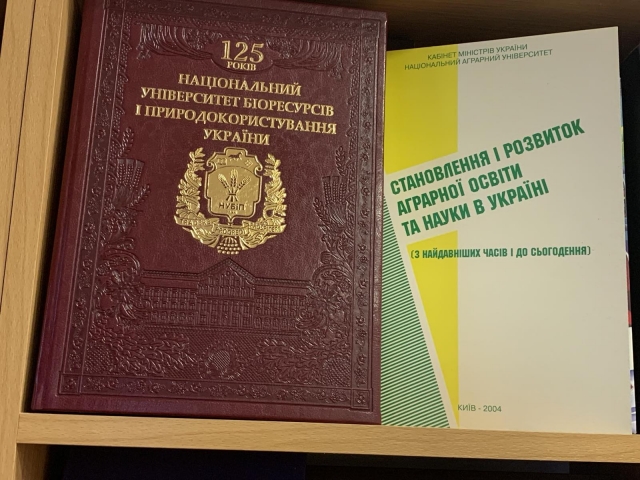 125
РОКІВ
НАЦІОНАЛЬНИЙ
УНІВЕРСИТЕТ БІОРЕСУРСІВ
І ПРИРОДОКОРИСТУВАННЯ
УКРАЇНИ
НУБІП
КАБІНЕТ МІНІСТРІВ УКРАЇНИ
НАЦІОНАЛЬНИЙ АГРАРНИЙ УНІВЕРСИТЕТ
СТАНОВЛЕННЯ І РОЗВИТОК
АГРАРНОЇ ОСВІТИ
ТА НАУКИ В УКРАЇНІ
(З НАЙДАВНІШИХ ЧАСІВ І ДО СЬОГОДЕННЯ)
КИЇВ - 2004